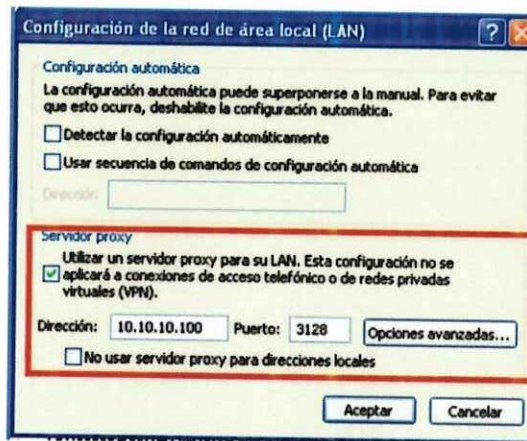 Configuración de la red de área local (LAN)
Configuración automática
La configuración automática puede superponerse a la manual. Para evitar
que esto ocurra, deshabilite la configuración automática.
Detectar la configuración automáticamente
Usar secuencia de comandos de configuración automática
Dirección
Servidor proxy
Utilizar un servidor proxy para su LAN. Esta configuración no se
aplicará a conexiones de acceso telefónico o de redes privadas
virtuales (VPN).
Dirección: 10.10.10.100 Puerto: 3128 Opciones avanzadas...
No usar servidor proxy para direcciones locales
Aceptar Cancelar